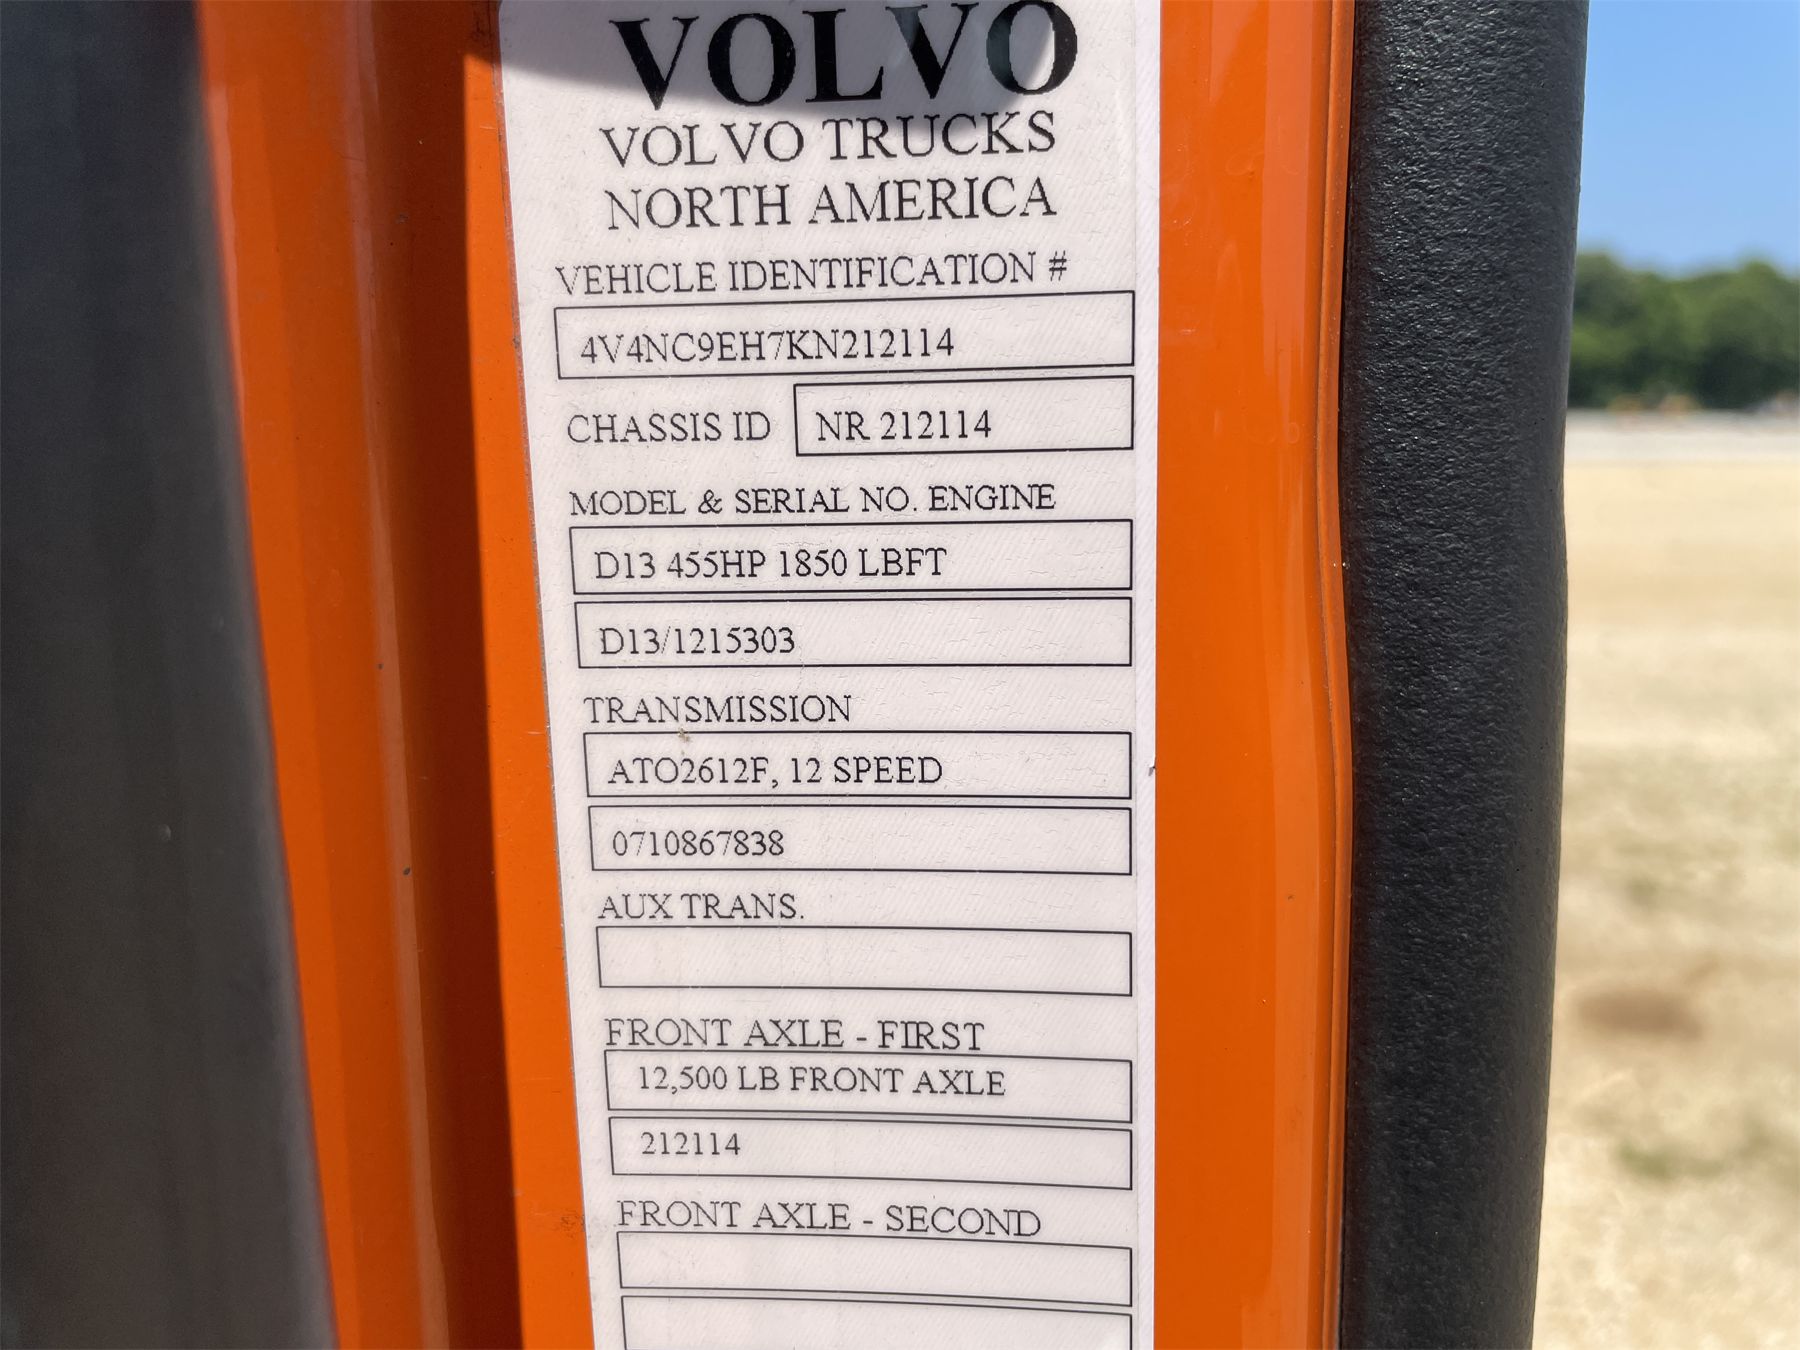 VOLVO
VOLVO TRUCKS
NORTH AMERICA
VEHICLE IDENTIFICATION #
4V4NC9EH7KN212114
CHASSIS ID NR 212114
MODEL & SERIAL NO. ENGINE
D13 455HP 1850 LBFT
D13/1215303
TRANSMISSION
ATO2612F, 12 SPEED
0710867838
AUX TRANS.
FRONT AXLE - FIRST
12,500 LB FRONT AXLE
212114
FRONT AXLE - SECOND